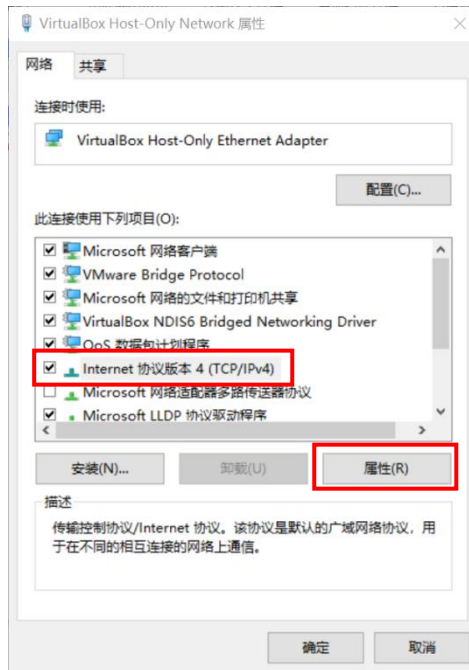 VirtualBox Host-Only Network 属性
网络 共享
连接时使用:
VirtualBox Host-Only Ethernet Adapter
配置(C)...
此连接使用下列项目(O):
Microsoft 网络客户端
VMware Bridge Protocol
Microsoft 网络的文件和打印机共享
VirtualBox NDIS6 Bridged Networking Driver
QoS 数据包计划程序
Internet 协议版本 4 (TCP/IPv4)
Microsoft 网络适配器多路传送器协议
Microsoft LLDP 协议驱动程序
安装(N)... 卸载(U) 属性(R)
描述
传输控制协议/Internet 协议。该协议是默认的广域网络协议，用
于在不同的相互连接的网络上通信。
确定 取消